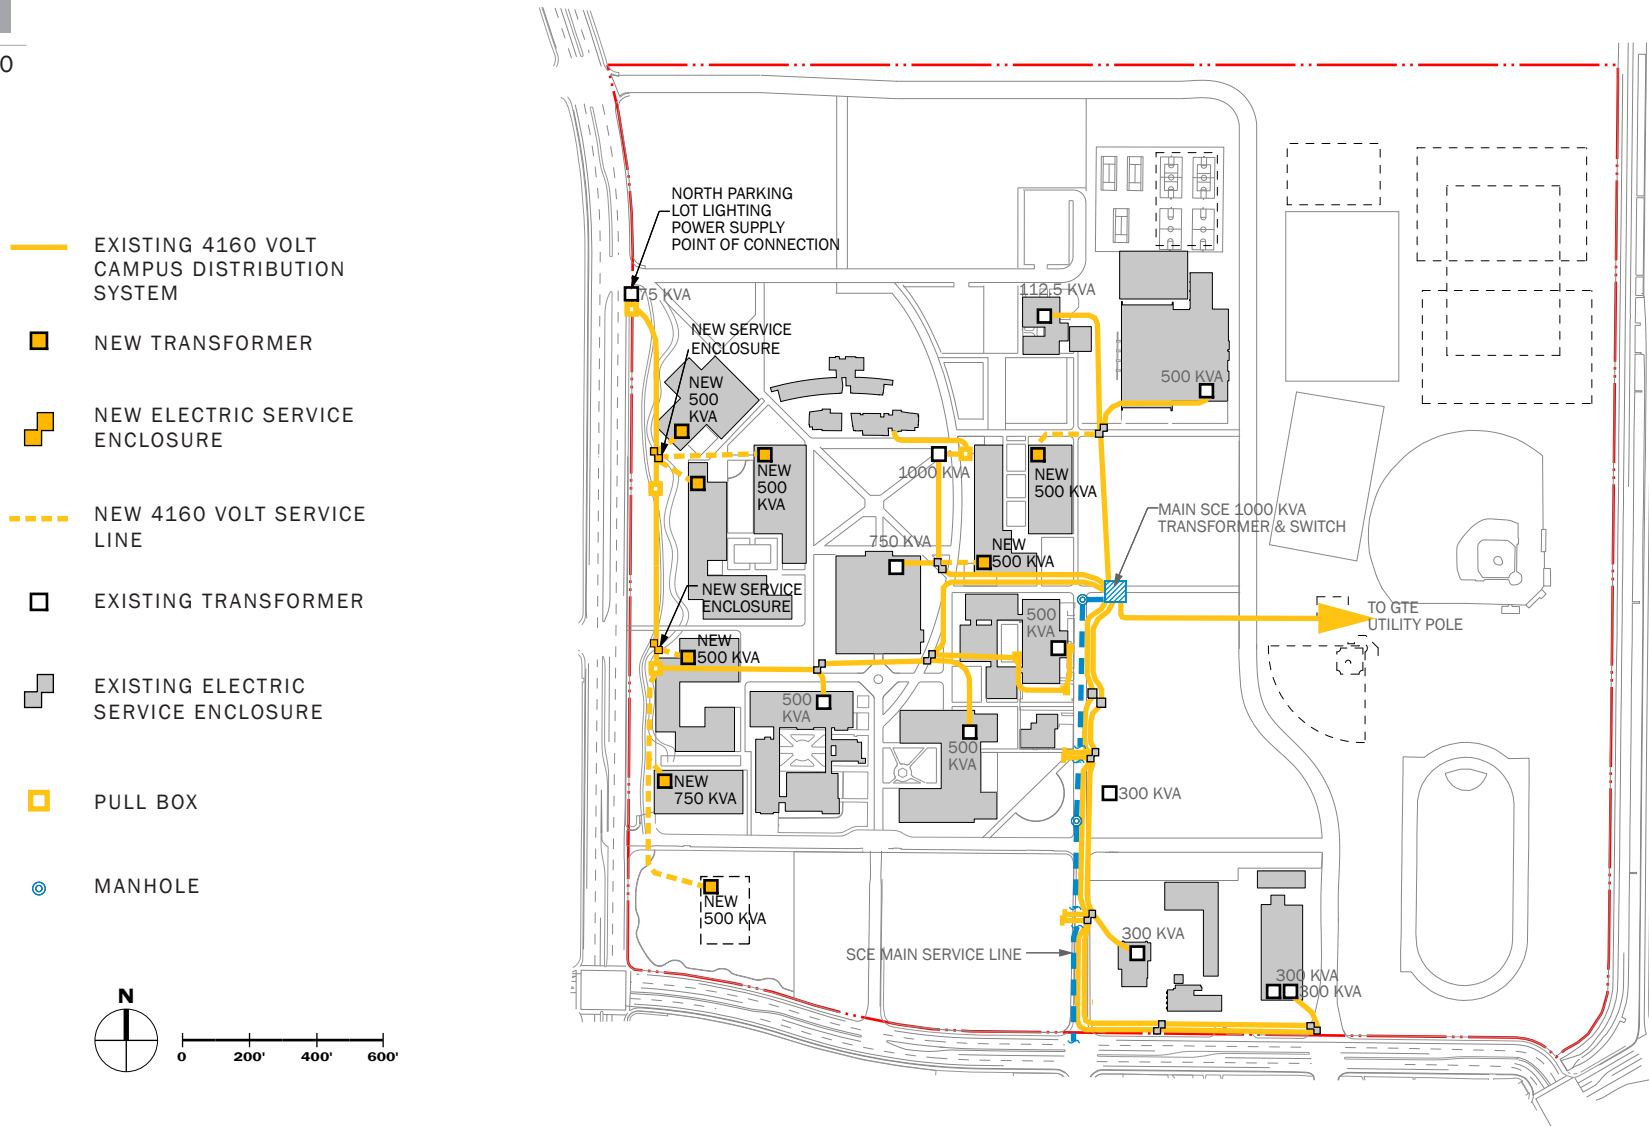 0
EXISTING 4160 VOLT
CAMPUS DISTRIBUTION
SYSTEM
NEW TRANSFORMER
NEW ELECTRIC SERVICE
ENCLOSURE
NEW 4160 VOLT SERVICE
LINE
EXISTING TRANSFORMER
EXISTING ELECTRIC
SERVICE ENCLOSURE
PULL BOX
MANHOLE
N
0 200' 400' 600'
NORTH PARKING
LOT LIGHTING
POWER SUPPLY
POINT OF CONNECTION
75 KVA
112.5 KVA
NEW SERVICE
ENCLOSURE
NEW
500
KVA
500 KVA
NEW
500
KVA
1000 KVA
NEW
500 KVA
MAIN SCE 1000 KVA
TRANSFORMER & SWITCH
750 KVA
NEW
500 KVA
NEW SERVICE
ENCLOSURE
500
KVA
TO GTE
UTILITY POLE
NEW
500 KVA
500
KVA
500
KVA
NEW
750 KVA
300 KVA
NEW
500 KVA
300 KVA
SCE MAIN SERVICE LINE
300 KVA
300 KVA